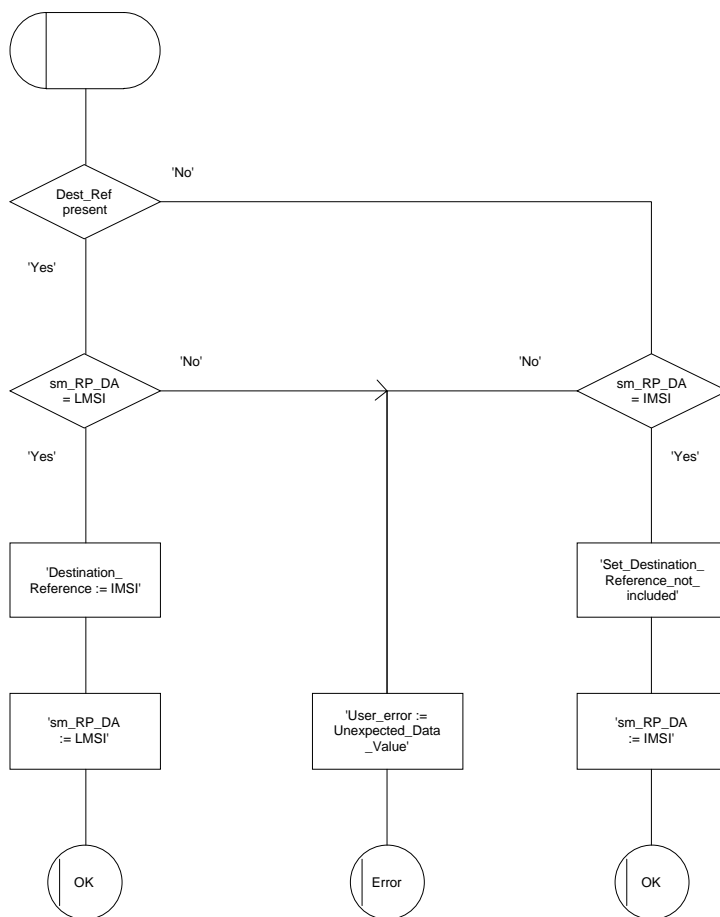 'No'
Dest_Ref
present
'Yes'
'No'
'No'
sm_RP_DA
= LMSI
sm_RP_DA
= IMSI
'Yes'
'Yes'
'Destination_
Reference := IMSI'
'Set_Destination_
Reference_not_
included'
'sm_RP_DA
:= LMSI'
'User_error :=
Unexpected_Data
_Value'
'sm_RP_DA
:= IMSI'
OK
Error
OK